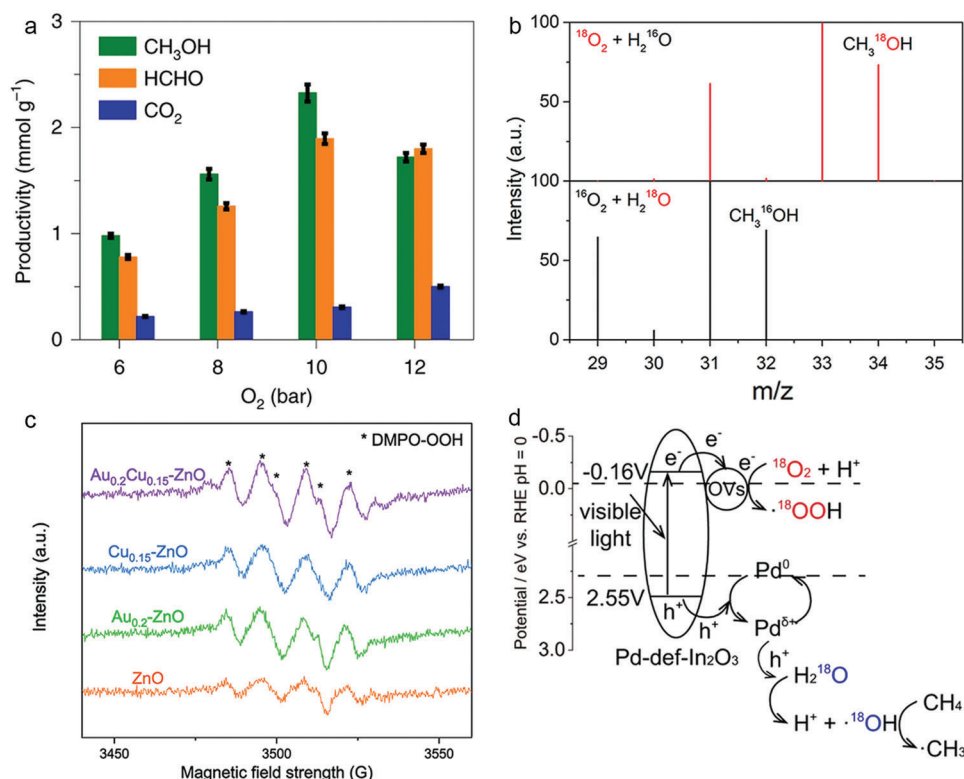 a
Productivity (mmol g⁻¹)
3
2
1
0
CH₃OH
HCHO
CO₂
6 8 10 12
O₂ (bar)
b
Intensity (a.u.)
100
50
100
50
0
¹⁸O₂ + H₂¹⁶O
CH₃¹⁸OH
¹⁶O₂ + H₂¹⁸O
CH₃¹⁶OH
29 30 31 32 33 34 35
m/z
c
* DMPO-OOH
Intensity (a.u.)
* * * * * *
Au₀.₂Cu₀.₁₅-ZnO
Cu₀.₁₅-ZnO
Au₀.₂-ZnO
ZnO
3450 3500 3550
Magnetic field strength (G)
d
Potential / eV vs. RHE pH = 0
-0.5
0.0
2.5
3.0
-0.16V
e⁻
e⁻
e⁻
OVs
¹⁸O₂ + H⁺
·¹⁸OOH
visible
light
2.55V
h⁺
h⁺
Pd⁰
Pdᵟ⁺
Pd-def-In₂O₃
h⁺
H₂¹⁸O
H⁺ + ·¹⁸OH
CH₄
·CH₃